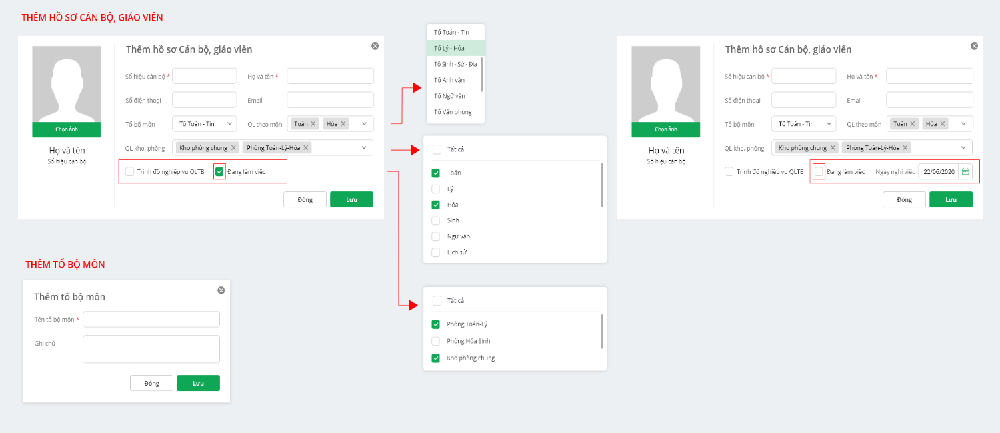 THÊM HỒ SƠ CÁN BỘ, GIÁO VIÊN
Thêm hồ sơ Cán bộ, giáo viên
Số hiệu cán bộ *
Họ và tên *
Số điện thoại
Email
Chọn ảnh
Tổ bộ môn
Tổ Toán - Tin
QL theo môn
Toán
Hóa
Họ và tên
Số hiệu cán bộ
QL kho, phòng
Kho phòng chung
Phòng Toán-Lý-Hóa
Trình độ nghiệp vụ QLTB
Đang làm việc
Đóng
Lưu
Tổ Toán - Tin
Tổ Lý - Hóa
Tổ Sinh - Sử - Địa
Tổ Anh văn
Tổ Ngữ văn
Tổ Văn phòng
Tất cả
Toán
Lý
Hóa
Sinh
Ngữ văn
Lịch sử
Tất cả
Phòng Toán-Lý
Phòng Hóa Sinh
Kho phòng chung
Thêm hồ sơ Cán bộ, giáo viên
Số hiệu cán bộ *
Họ và tên *
Số điện thoại
Email
Chọn ảnh
Tổ bộ môn
Tổ Toán - Tin
QL theo môn
Toán
Hóa
Họ và tên
Số hiệu cán bộ
QL kho, phòng
Kho phòng chung
Phòng Toán-Lý-Hóa
Trình độ nghiệp vụ QLTB
Đang làm việc
Ngày nghỉ việc
22/06/2020
Đóng
Lưu
THÊM TỔ BỘ MÔN
Thêm tổ bộ môn
Tên tổ bộ môn *
Ghi chú
Đóng
Lưu